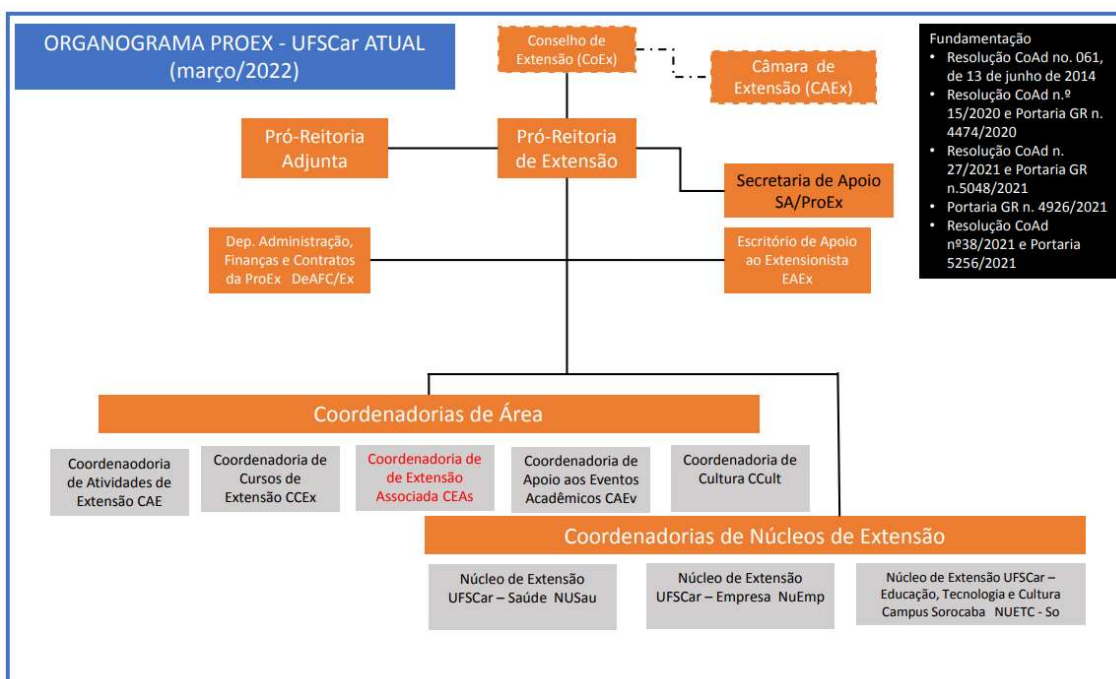 ORGANOGRAMA PROEX - UFSCar ATUAL
(março/2022)
Conselho de
Extensão (CoEx)
Câmara de
Extensão (CAEx)
Fundamentação
• Resolução CoAd no. 061,
de 13 de junho de 2014
• Resolução CoAd n.º
15/2020 e Portaria GR n.
4474/2020
• Resolução CoAd n.
27/2021 e Portaria GR
n.5048/2021
• Portaria GR n. 4926/2021
• Resolução CoAd
nº38/2021 e Portaria
5256/2021
Pró-Reitoria
Adjunta
Pró-Reitoria
de Extensão
Secretaria de Apoio
SA/ProEx
Dep. Administração,
Finanças e Contratos
da ProEx DeAFC/Ex
Escritório de Apoio
ao Extensionista
EAEx
Coordenadorias de Área
Coordenaodoria
de Atividades de
Extensão CAE
Coordenadoria de
Cursos de
Extensão CCEx
Coordenadoria de
de Extensão
Associada CEAs
Coordenadoria de
Apoio aos Eventos
Acadêmicos CAEv
Coordenadoria de
Cultura CCult
Coordenadorias de Núcleos de Extensão
Núcleo de Extensão
UFSCar – Saúde NUSau
Núcleo de Extensão
UFSCar – Empresa NuEmp
Núcleo de Extensão UFSCar –
Educação, Tecnologia e Cultura
Campus Sorocaba NUETC - So